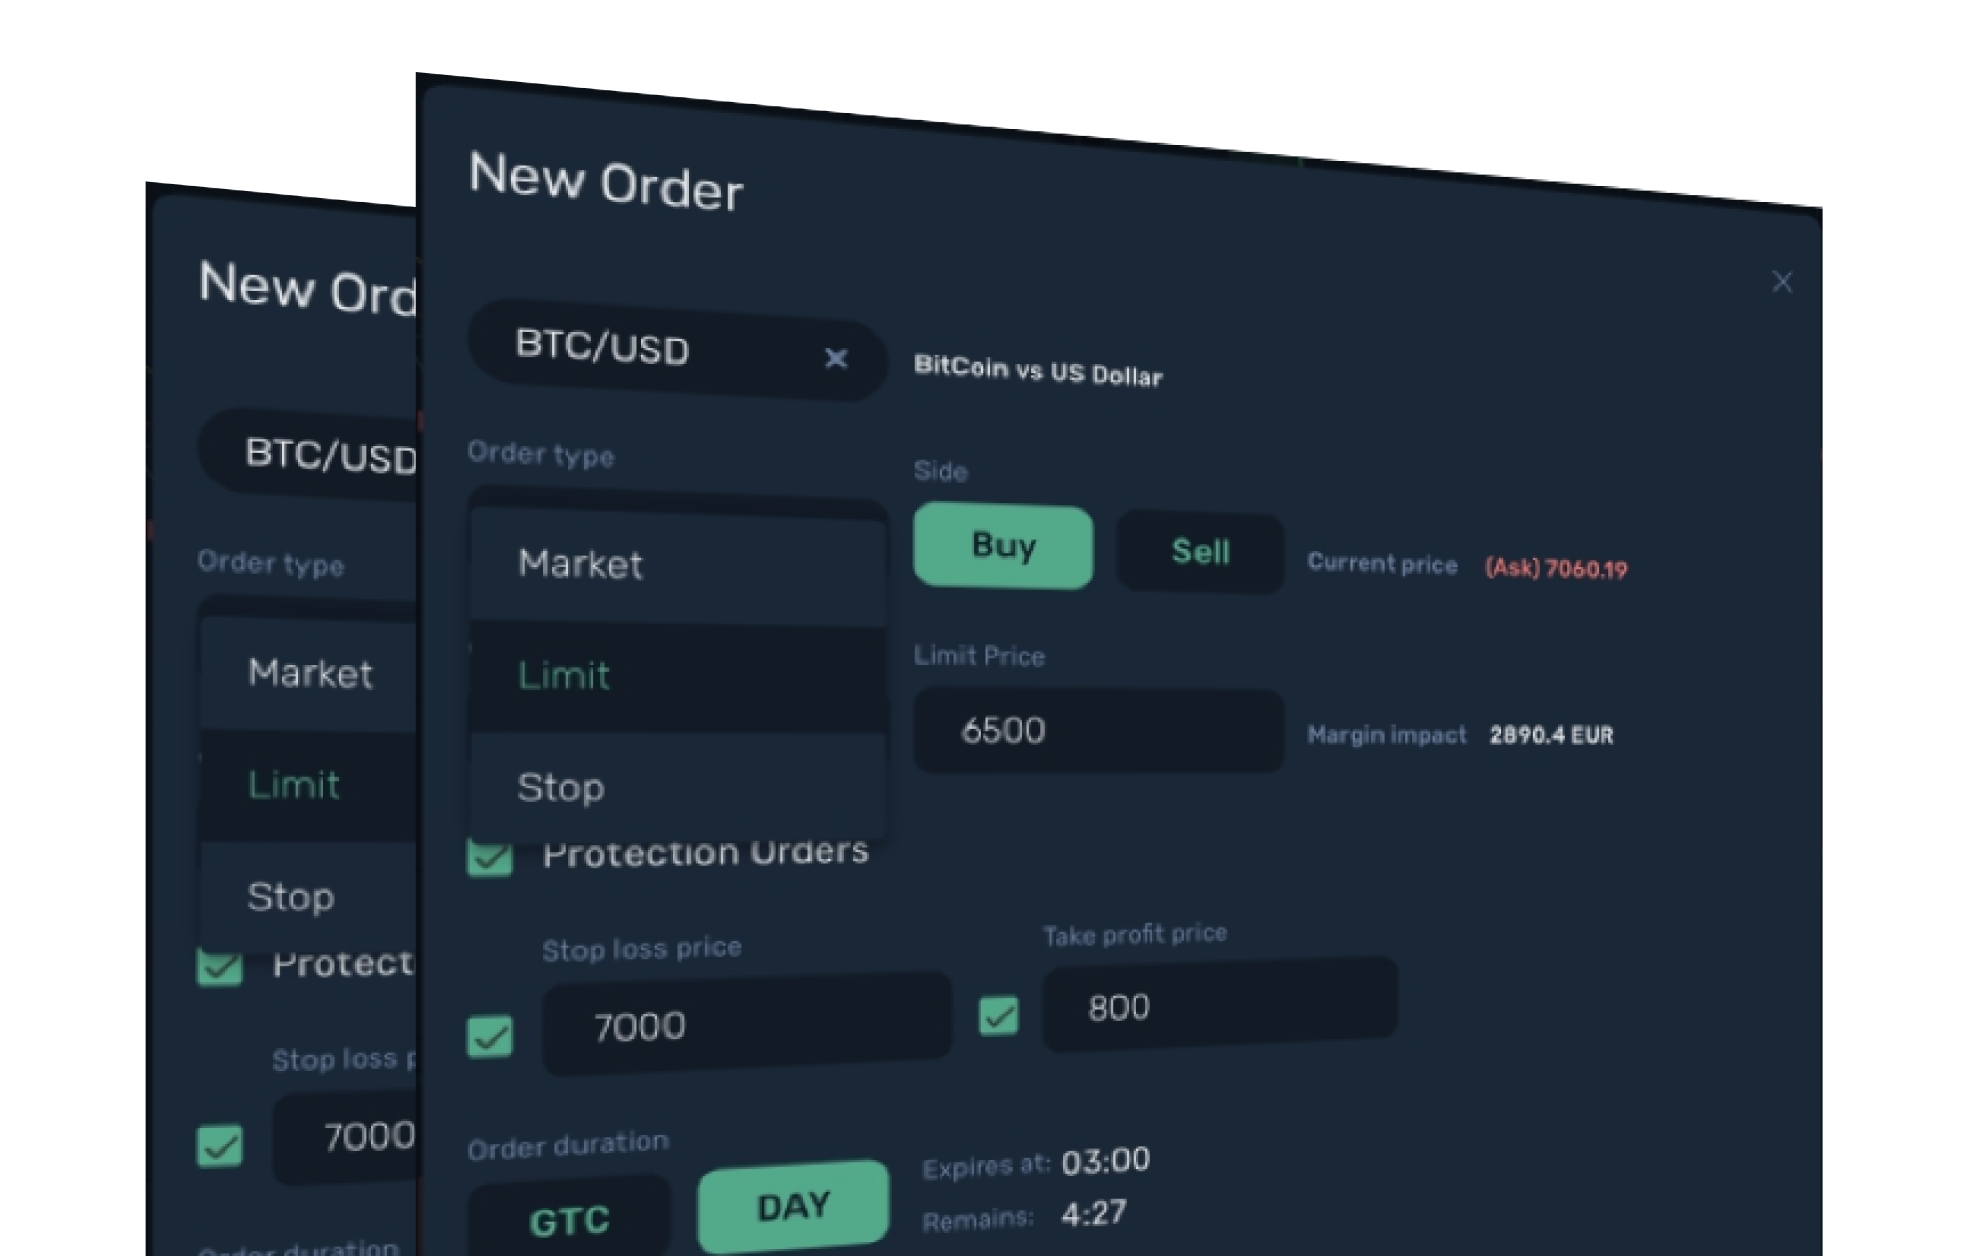 New Order
BTC/USD
BitCoin vs US Dollar
Order type
Side
Market
Buy
Sell
Current price (Ask) 7060.19
Limit
Limit Price
6500
Margin impact 2890.4 EUR
Stop
Protection Orders
Stop loss price
Take profit price
7000
800
Order duration
GTC
DAY
Expires at: 03:00
Remains: 4:27
New Ord
BTC/USD
Order type
Market
Limit
Stop
Protect
Stop loss p
7000
Order duration